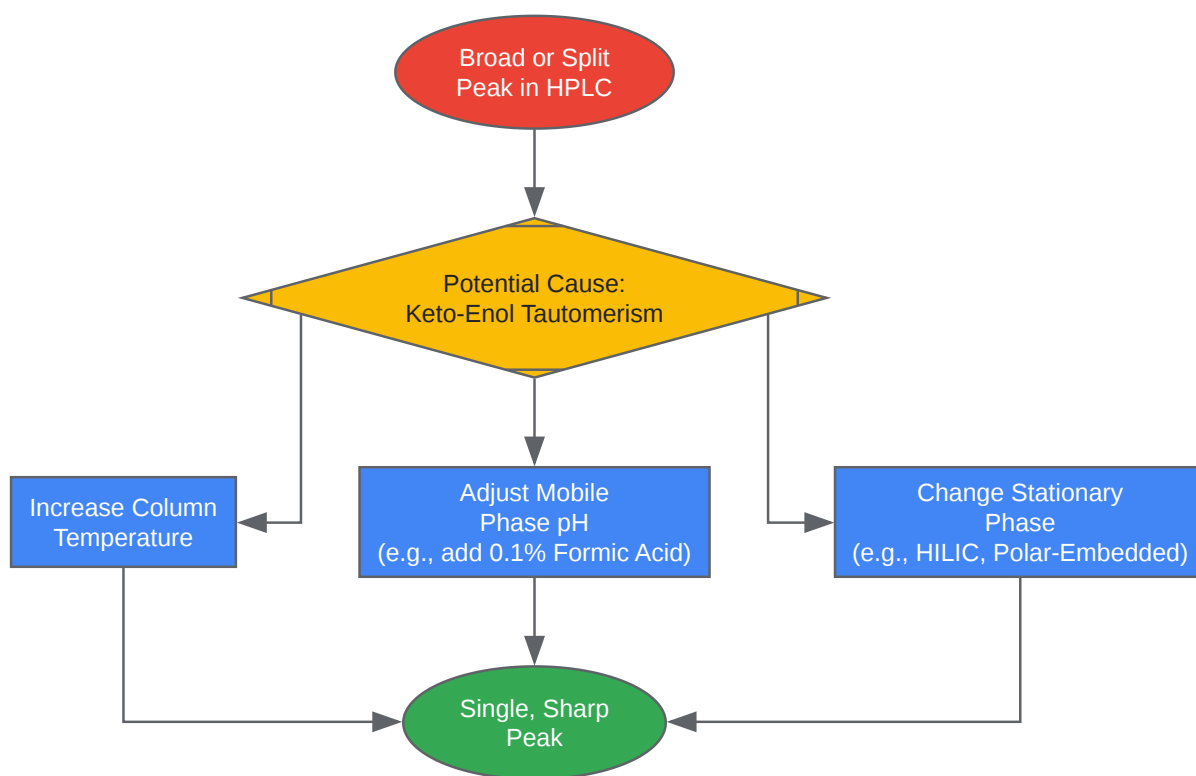 Broad or Split
Peak in HPLC
Potential Cause:
Keto-Enol Tautomerism
Increase Column
Temperature
Adjust Mobile
Phase pH
(e.g., add 0.1% Formic Acid)
Change Stationary
Phase
(e.g., HILIC, Polar-Embedded)
Single, Sharp
Peak